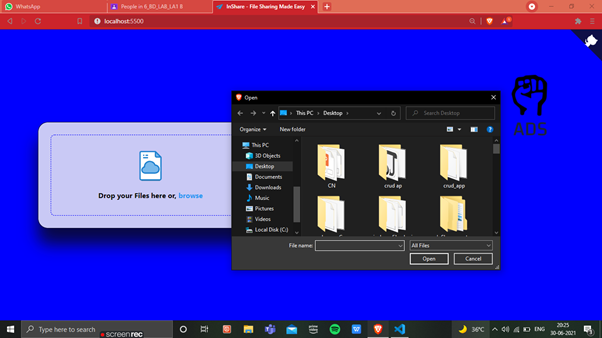 WhatsApp
People in 6_BD_LAB_LA1 B
InShare - File Sharing Made Easy
localhost:5500
Open
This PC
Desktop
Search Desktop
Organize
New folder
This PC
3D Objects
Desktop
Documents
Downloads
Music
Pictures
Videos
Local Disk (C:)
CN
crud ap
crud_app
File name:
All Files
Open
Cancel
Drop your Files here or, browse
AOS
Type here to search
screenrec
36°C
ENG
20:25
30-06-2021